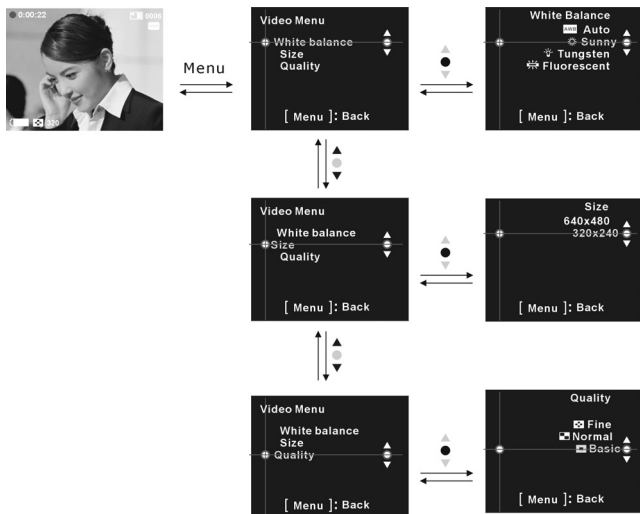 0:00:22
0006
320
Menu
Video Menu
White balance
Size
Quality
[ Menu ]: Back
White Balance
AWB Auto
Sunny
Tungsten
Fluorescent
[ Menu ]: Back
Video Menu
White balance
Size
Quality
[ Menu ]: Back
Size
640x480
320x240
[ Menu ]: Back
Video Menu
White balance
Size
Quality
[ Menu ]: Back
Quality
Fine
Normal
Basic
[ Menu ]: Back